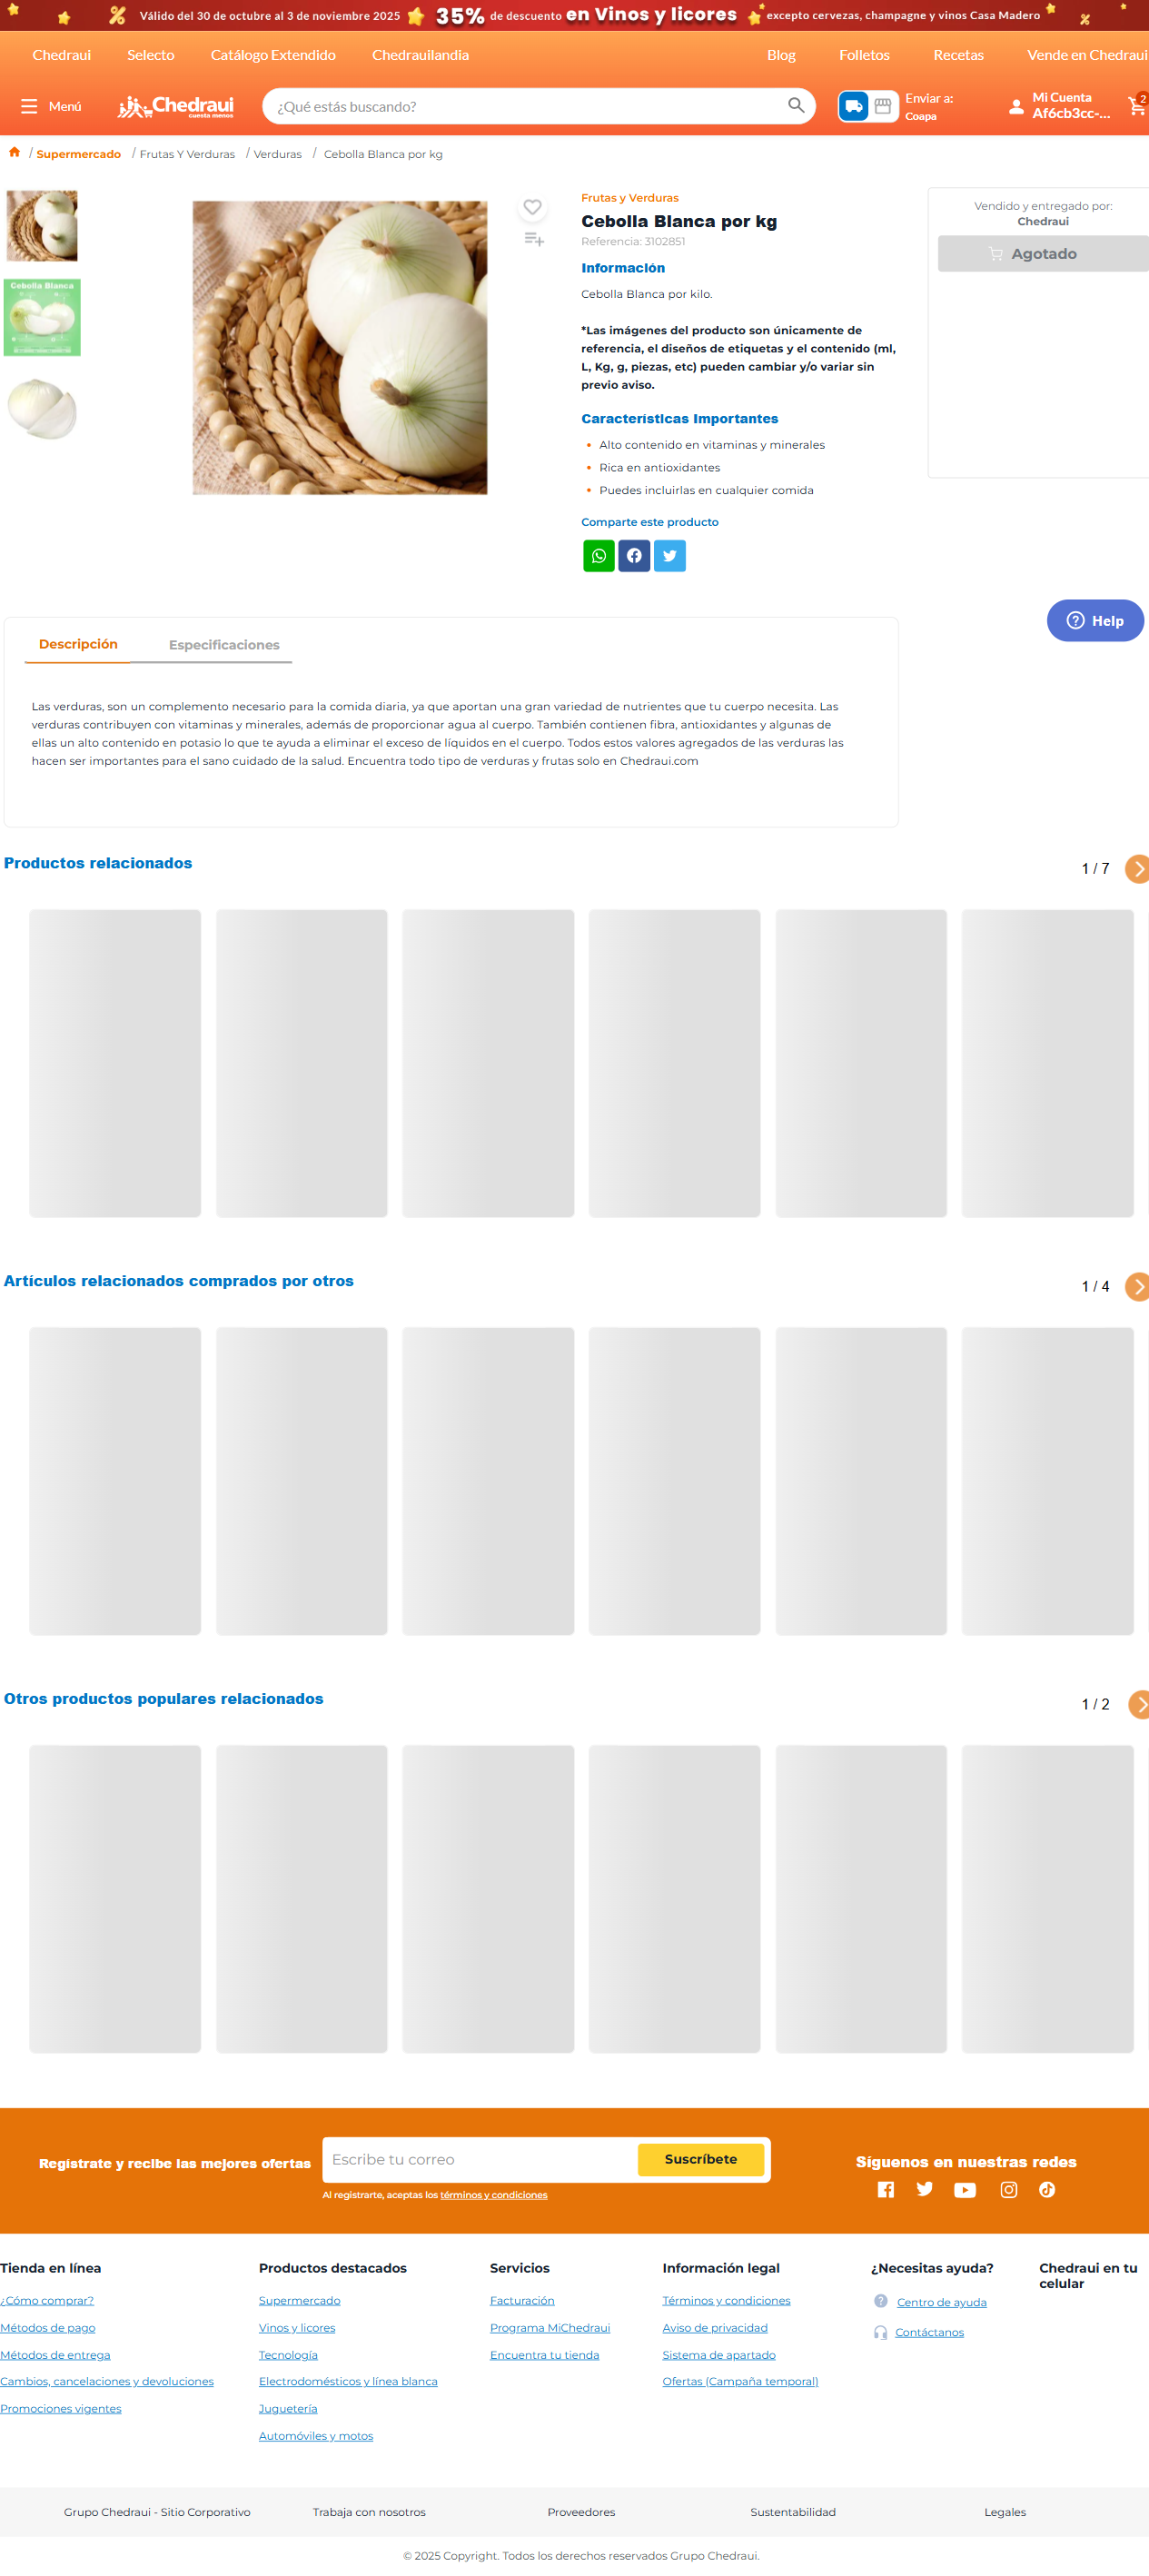 Válido del 30 de octubre al 3 de noviembre 2025 35% de descuento en Vinos y licores excepto cervezas, champagne y vinos Casa Madero
Chedraui Selecto Catálogo Extendido Chedrauilandia Blog Folletos Recetas Vende en Chedraui
Menú Chedraui cuesta menos ¿Qué estás buscando? Enviar a: Mi Cuenta 2
Coapa Af6cb3cc-...
/ Supermercado / Frutas Y Verduras / Verduras / Cebolla Blanca por kg
Frutas y Verduras
Cebolla Blanca por kg
Referencia: 3102851
Información
Cebolla Blanca por kilo.
*Las imágenes del producto son únicamente de
referencia, el diseños de etiquetas y el contenido (ml,
L, Kg, g, piezas, etc) pueden cambiar y/o variar sin
previo aviso.
Características Importantes
Alto contenido en vitaminas y minerales
Rica en antioxidantes
Puedes incluirlas en cualquier comida
Comparte este producto
Vendido y entregado por:
Chedraui
Agotado
Cebolla Blanca
Help
Descripción Especificaciones
Las verduras, son un complemento necesario para la comida diaria, ya que aportan una gran variedad de nutrientes que tu cuerpo necesita. Las
verduras contribuyen con vitaminas y minerales, además de proporcionar agua al cuerpo. También contienen fibra, antioxidantes y algunas de
ellas un alto contenido en potasio lo que te ayuda a eliminar el exceso de líquidos en el cuerpo. Todos estos valores agregados de las verduras las
hacen ser importantes para el sano cuidado de la salud. Encuentra todo tipo de verduras y frutas solo en Chedraui.com
Productos relacionados 1 / 7
Artículos relacionados comprados por otros 1 / 4
Otros productos populares relacionados 1 / 2
Regístrate y recibe las mejores ofertas Escribe tu correo Suscríbete
Al registrarte, aceptas los términos y condiciones
Síguenos en nuestras redes
Tienda en línea
¿Cómo comprar?
Métodos de pago
Métodos de entrega
Cambios, cancelaciones y devoluciones
Promociones vigentes
Productos destacados
Supermercado
Vinos y licores
Tecnología
Electrodomésticos y línea blanca
Juguetería
Automóviles y motos
Servicios
Facturación
Programa MiChedraui
Encuentra tu tienda
Información legal
Términos y condiciones
Aviso de privacidad
Sistema de apartado
Ofertas (Campaña temporal)
¿Necesitas ayuda?
Centro de ayuda
Contáctanos
Chedraui en tu
celular
Grupo Chedraui - Sitio Corporativo Trabaja con nosotros Proveedores Sustentabilidad Legales
© 2025 Copyright. Todos los derechos reservados Grupo Chedraui.